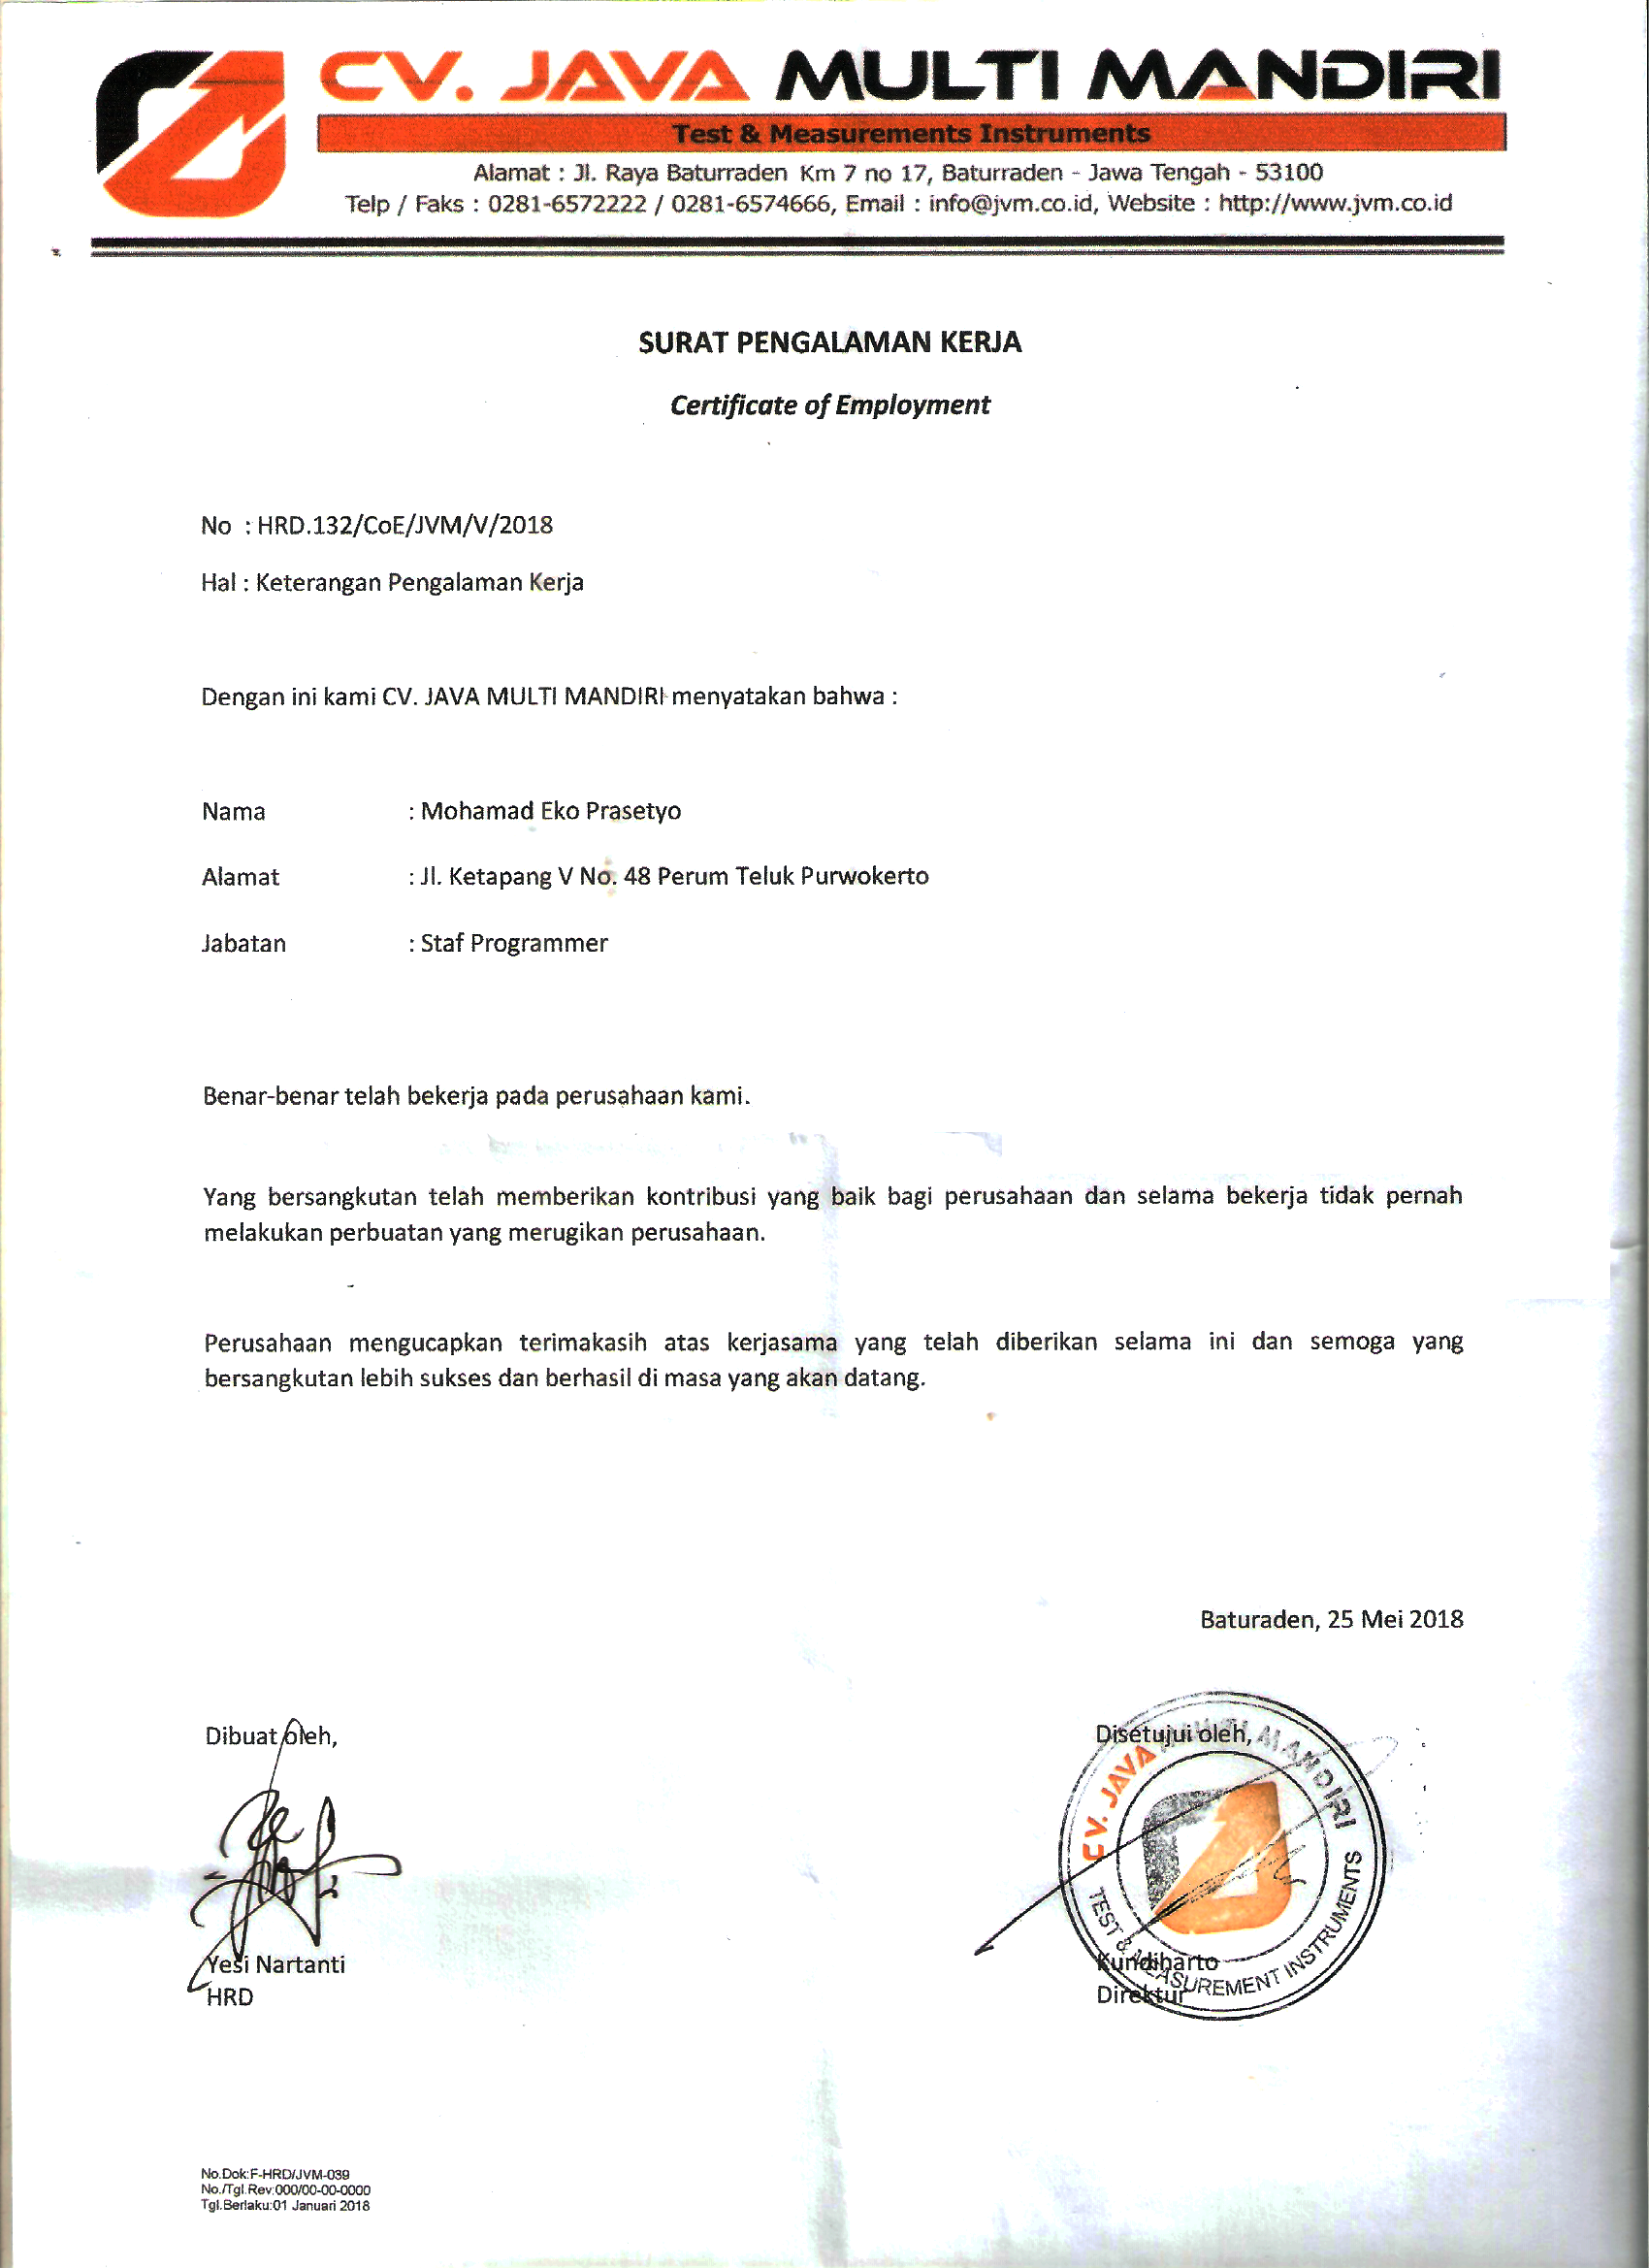 CV. JAVA MULTI MANDIRI
Test & Measurements Instruments
Alamat : Jl. Raya Baturraden Km 7 no 17, Baturraden - Jawa Tengah - 53100
Telp / Faks : 0281-6572222 / 0281-6574666, Email : info@jvm.co.id, Website : http://www.jvm.co.id
SURAT PENGALAMAN KERJA
Certificate of Employment
No : HRD.132/CoE/JVM/V/2018
Hal : Keterangan Pengalaman Kerja
Dengan ini kami CV. JAVA MULTI MANDIRI menyatakan bahwa :
Nama : Mohamad Eko Prasetyo
Alamat : Jl. Ketapang V No. 48 Perum Teluk Purwokerto
Jabatan : Staf Programmer
Benar-benar telah bekerja pada perusahaan kami.
Yang bersangkutan telah memberikan kontribusi yang baik bagi perusahaan dan selama bekerja tidak pernah
melakukan perbuatan yang merugikan perusahaan.
Perusahaan mengucapkan terimakasih atas kerjasama yang telah diberikan selama ini dan semoga yang
bersangkutan lebih sukses dan berhasil di masa yang akan datang.
Baturaden, 25 Mei 2018
Dibuat oleh,
Disetujui oleh,
CV. JAVA MULTI MANDIRI
TEST & MEASUREMENT INSTRUMENTS
Yesi Nartanti
HRD
Kundiharto
Direktur
No.Dok:F-HRD/JVM-039
No./Tgl.Rev:000/00-00-0000
Tgl.Berlaku:01 Januari 2018